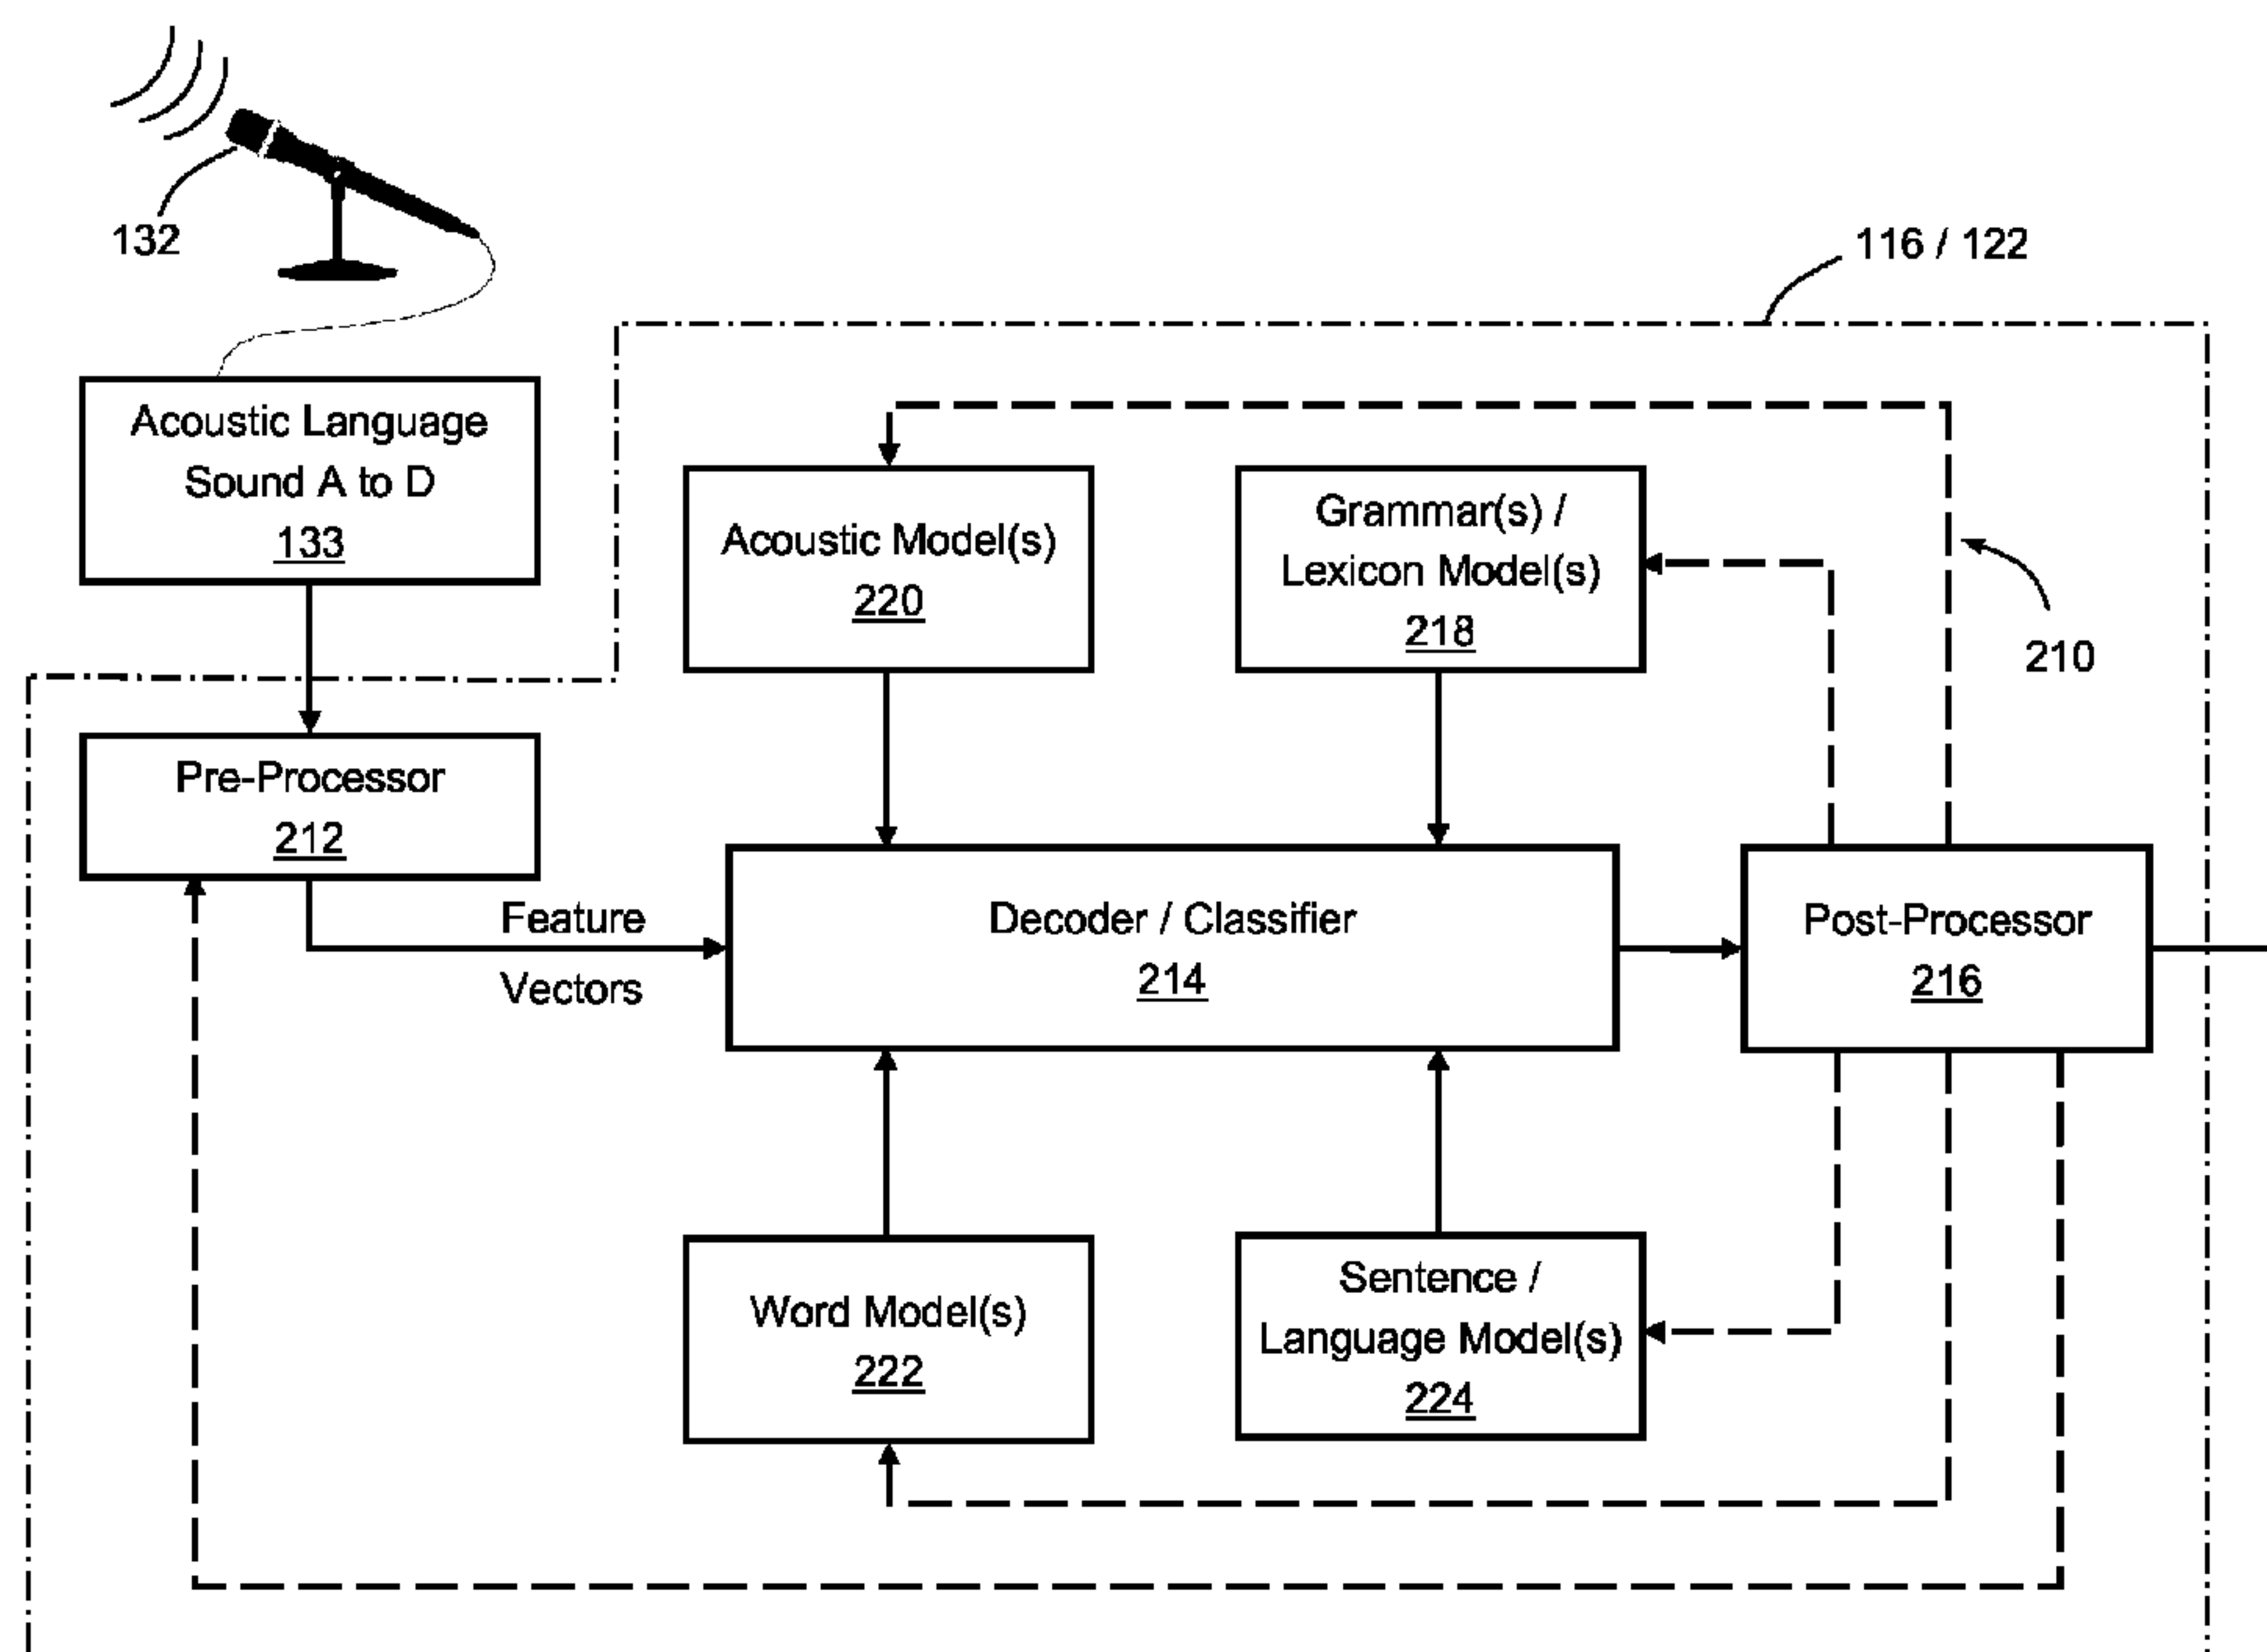 132
116 / 122
Acoustic Language
Sound A to D
133
Acoustic Model(s)
220
Grammar(s) /
Lexicon Model(s)
218
210
Pre-Processor
212
Feature
Vectors
Decoder / Classifier
214
Post-Processor
216
Word Model(s)
222
Sentence /
Language Model(s)
224